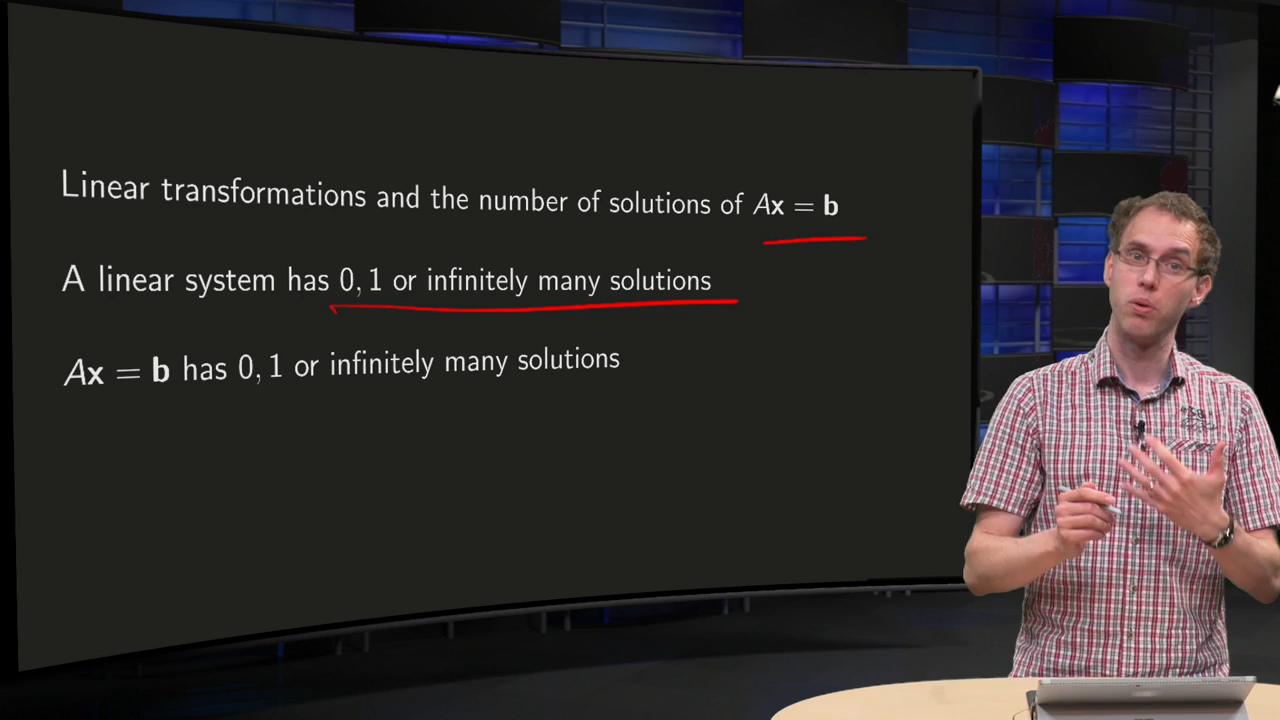 Linear transformations and the number of solutions of Ax = b
A linear system has 0, 1 or infinitely many solutions
Ax = b has 0, 1 or infinitely many solutions